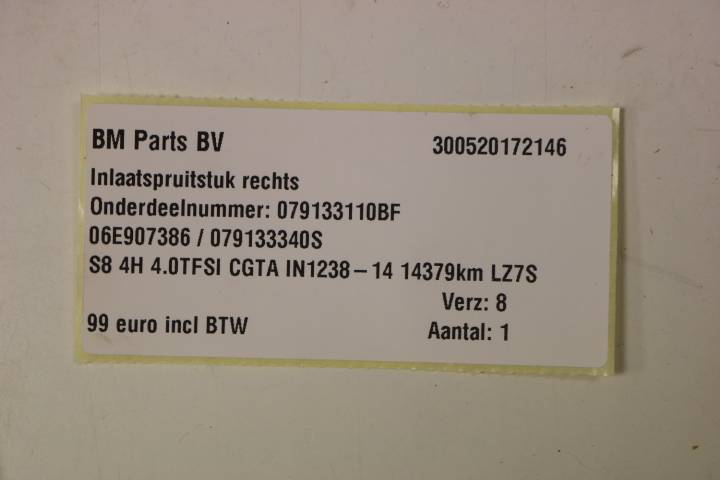 BM Parts BV 300520172146
Inlaatspruitstuk rechts
Onderdeelnummer: 079133110BF
06E907386 / 079133340S
S8 4H 4.0TFSI CGTA IN1238-14 14379km LZ7S
Verz: 8
99 euro incl BTW Aantal: 1